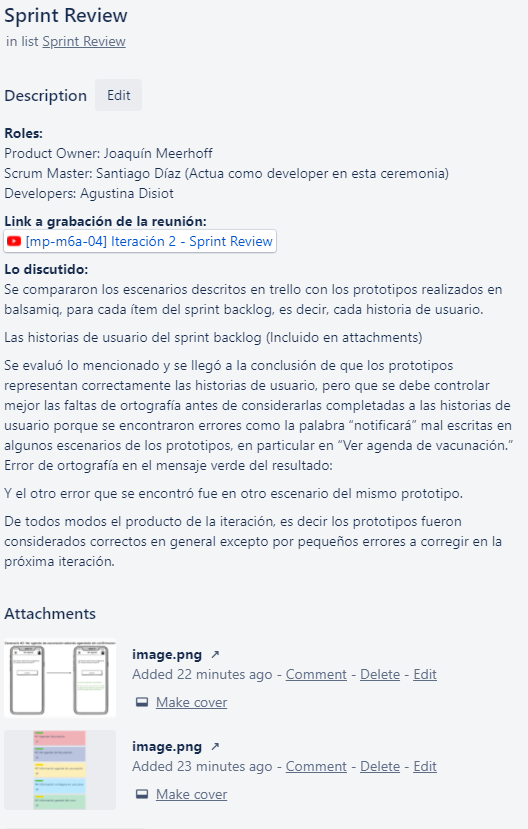 Sprint Review
in list Sprint Review
Description Edit
Roles:
Product Owner: Joaquín Meerhoff
Scrum Master: Santiago Díaz (Actua como developer en esta ceremonia)
Developers: Agustina Disiot
Link a grabación de la reunión:
[mp-m6a-04] Iteración 2 - Sprint Review
Lo discutido:
Se compararon los escenarios descritos en trello con los prototipos realizados en
balsamiq, para cada ítem del sprint backlog, es decir, cada historia de usuario.
Las historias de usuario del sprint backlog (Incluido en attachments)
Se evaluó lo mencionado y se llegó a la conclusión de que los prototipos
representan correctamente las historias de usuario, pero que se debe controlar
mejor las faltas de ortografía antes de considerarlas completadas a las historias de
usuario porque se encontraron errores como la palabra “notificará” mal escritas en
algunos escenarios de los prototipos, en particular en “Ver agenda de vacunación.”
Error de ortografía en el mensaje verde del resultado:
Y el otro error que se encontró fue en otro escenario del mismo prototipo.
De todos modos el producto de la iteración, es decir los prototipos fueron
considerados correctos en general excepto por pequeños errores a corregir en la
próxima iteración.
Attachments
image.png ↗
Added 22 minutes ago - Comment - Delete - Edit
Make cover
image.png ↗
Added 23 minutes ago - Comment - Delete - Edit
Make cover